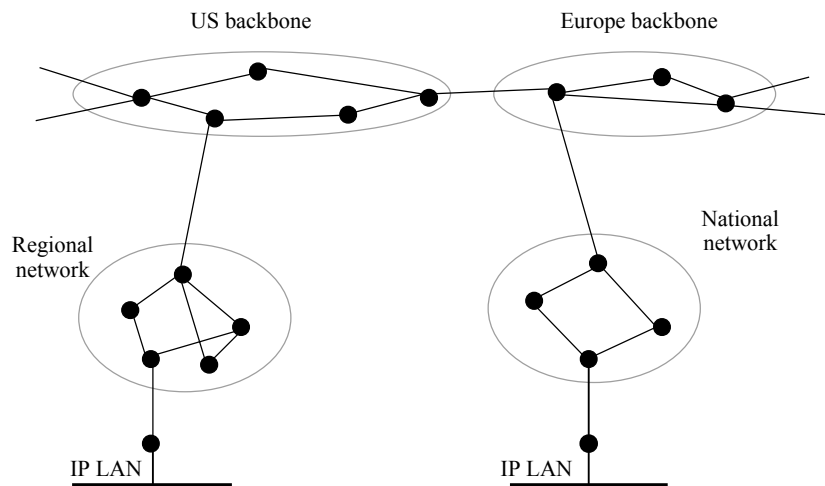 US backbone
Europe backbone
Regional
network
National
network
IP LAN
IP LAN